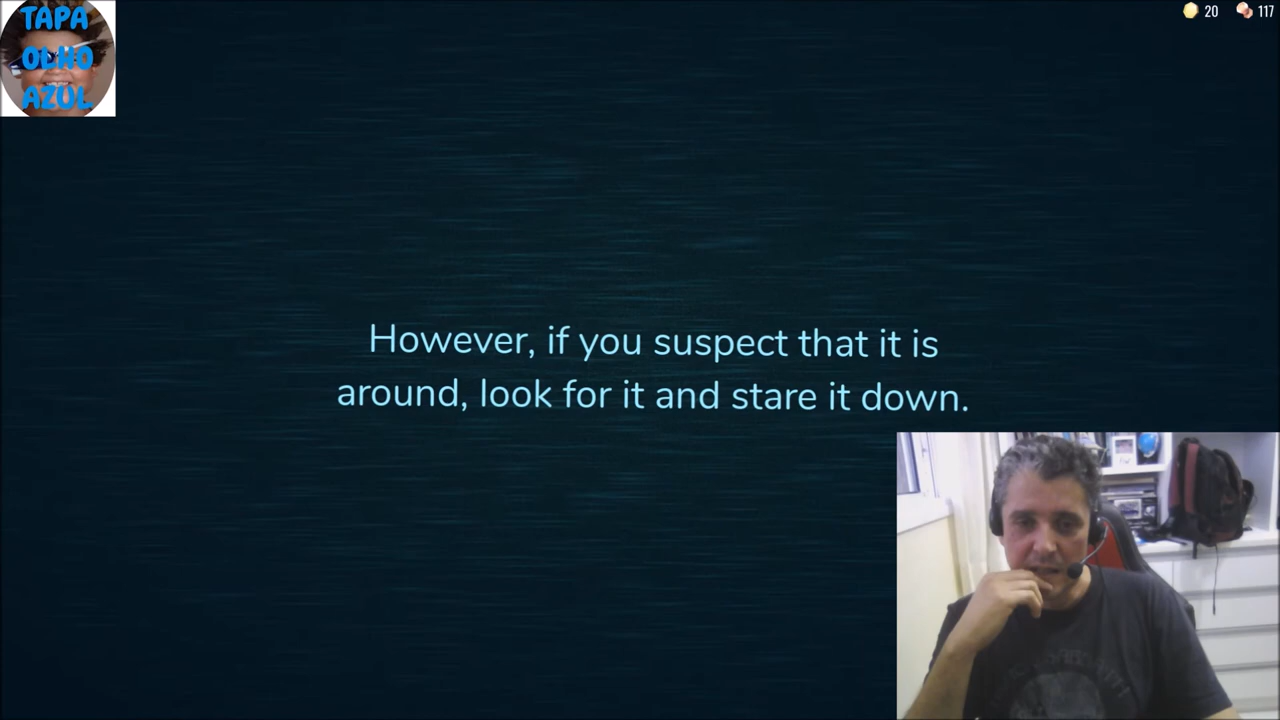 TAPA
OLHO
AZUL
20
117
However, if you suspect that it is
around, look for it and stare it down.